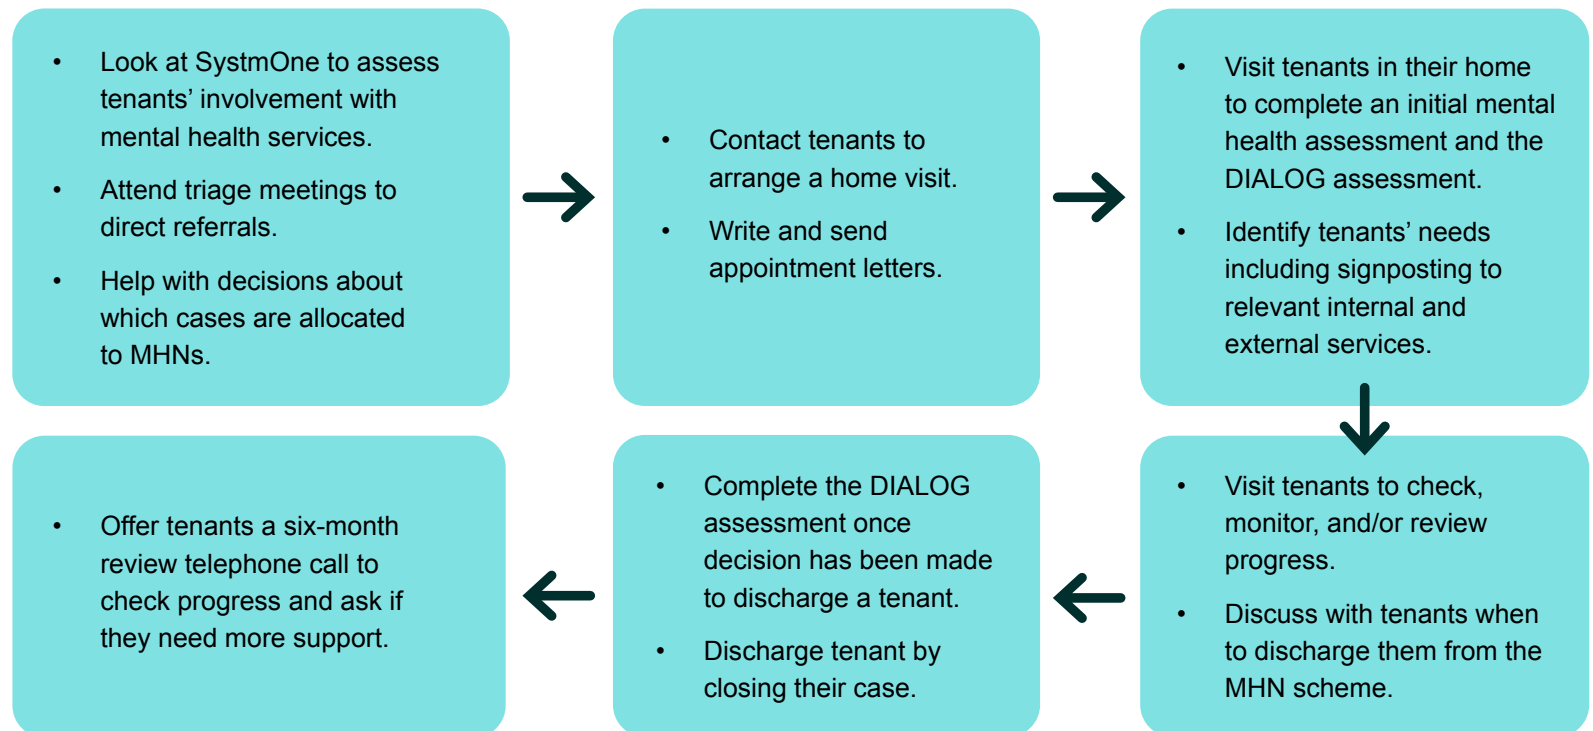 • Look at SystmOne to assess
tenants’ involvement with
mental health services.
• Attend triage meetings to
direct referrals.
• Help with decisions about
which cases are allocated
to MHNs.
• Contact tenants to
arrange a home visit.
• Write and send
appointment letters.
• Visit tenants in their home
to complete an initial mental
health assessment and the
DIALOG assessment.
• Identify tenants’ needs
including signposting to
relevant internal and
external services.
• Visit tenants to check,
monitor, and/or review
progress.
• Discuss with tenants when
to discharge them from the
MHN scheme.
• Complete the DIALOG
assessment once
decision has been made
to discharge a tenant.
• Discharge tenant by
closing their case.
• Offer tenants a six-month
review telephone call to
check progress and ask if
they need more support.